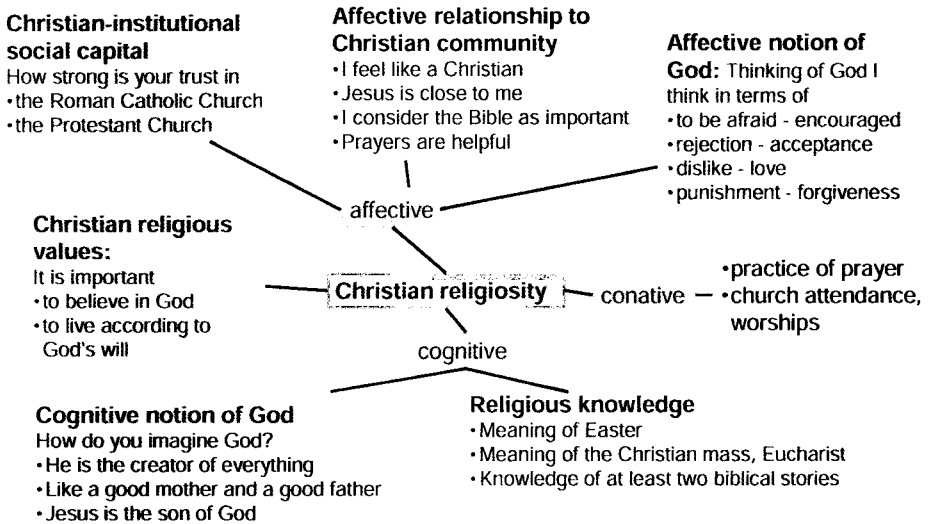 Christian-institutional
social capital
How strong is your trust in
•the Roman Catholic Church
•the Protestant Church
Affective relationship to
Christian community
•I feel like a Christian
•Jesus is close to me
•I consider the Bible as important
•Prayers are helpful
Affective notion of
God: Thinking of God I
think in terms of
•to be afraid - encouraged
•rejection - acceptance
•dislike - love
•punishment - forgiveness
affective
Christian religious
values:
It is important
•to believe in God
•to live according to
God's will
Christian religiosity
conative
•practice of prayer
•church attendance,
worships
cognitive
Cognitive notion of God
How do you imagine God?
•He is the creator of everything
•Like a good mother and a good father
•Jesus is the son of God
Religious knowledge
•Meaning of Easter
•Meaning of the Christian mass, Eucharist
•Knowledge of at least two biblical stories